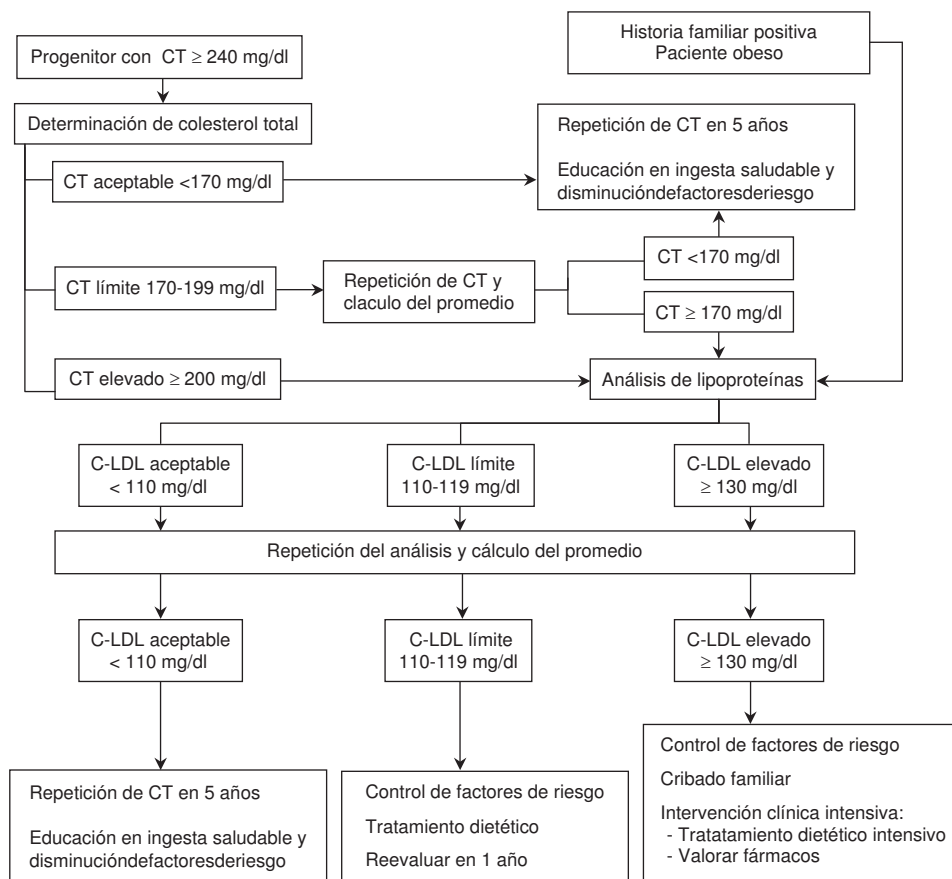 Progenitor con CT ≥ 240 mg/dl
Historia familiar positiva
Paciente obeso
Determinación de colesterol total
Repetición de CT en 5 años
Educación en ingesta saludable y
disminucióndefactoresderiesgo
CT aceptable <170 mg/dl
CT <170 mg/dl
CT límite 170-199 mg/dl
Repetición de CT y
claculo del promedio
CT ≥ 170 mg/dl
CT elevado ≥ 200 mg/dl
Análisis de lipoproteínas
C-LDL aceptable
< 110 mg/dl
C-LDL límite
110-119 mg/dl
C-LDL elevado
≥ 130 mg/dl
Repetición del análisis y cálculo del promedio
C-LDL aceptable
< 110 mg/dl
C-LDL límite
110-119 mg/dl
C-LDL elevado
≥ 130 mg/dl
Repetición de CT en 5 años
Educación en ingesta saludable y
disminucióndefactoresderiesgo
Control de factores de riesgo
Tratamiento dietético
Reevaluar en 1 año
Control de factores de riesgo
Cribado familiar
Intervención clínica intensiva:
- Tratatamiento dietético intensivo
- Valorar fármacos